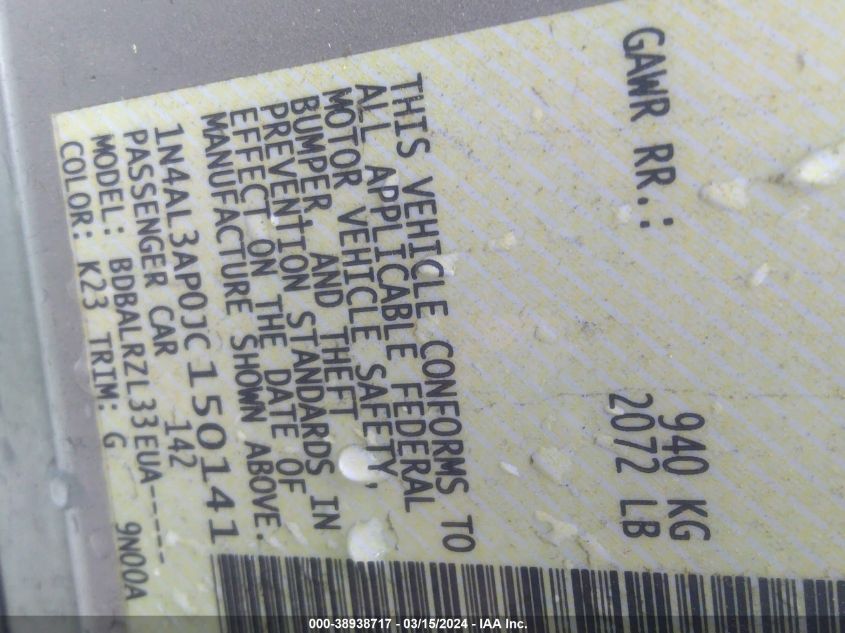 GAWR RR.: 940 KG
2072 LB
THIS VEHICLE CONFORMS TO
ALL APPLICABLE FEDERAL
MOTOR VEHICLE SAFETY,
BUMPER, AND THEFT
PREVENTION STANDARDS IN
EFFECT ON THE DATE OF
MANUFACTURE SHOWN ABOVE.
1N4AL3AP0JC150141
PASSENGER CAR 142
MODEL: BDBALRZL33EUA-----
COLOR: K23 TRIM: G 9N00A
000-38938717 - 03/15/2024 - IAA Inc.